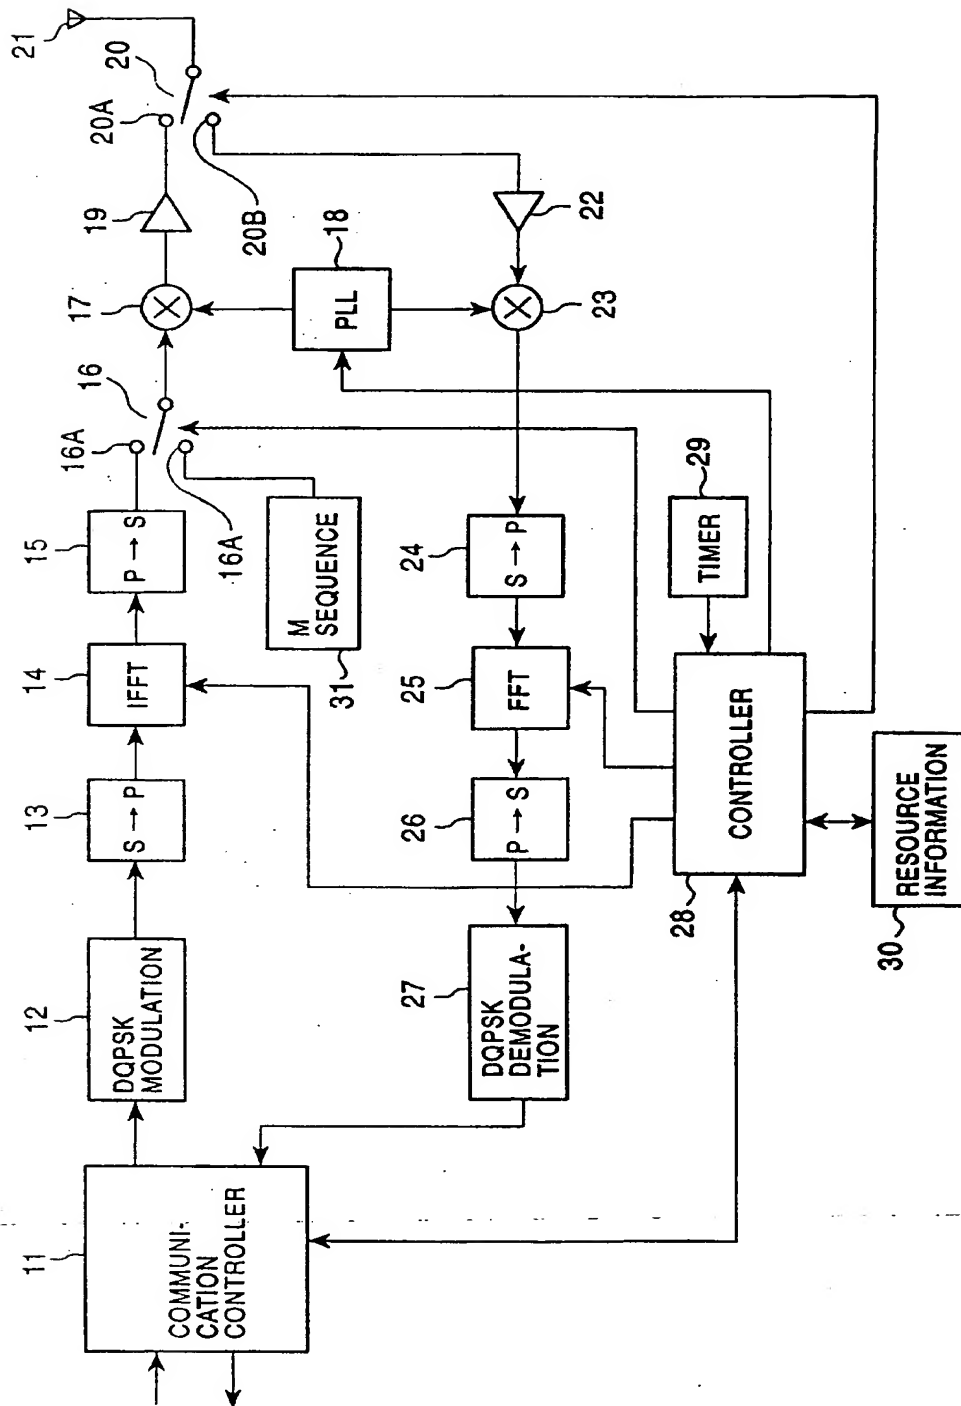 11
COMMUNI-
CATION
CONTROLLER
12
DQPSK
MODULATION
13
S → P
14
IFFT
15
P → S
16A
16
16A
M
SEQUENCE
31
17
19
20A
20
21
20B
18
PLL
22
23
24
S → P
25
FFT
26
P → S
27
DQPSK
DEMODULA-
TION
28
CONTROLLER
29
TIMER
30
RESOURCE
INFORMATION